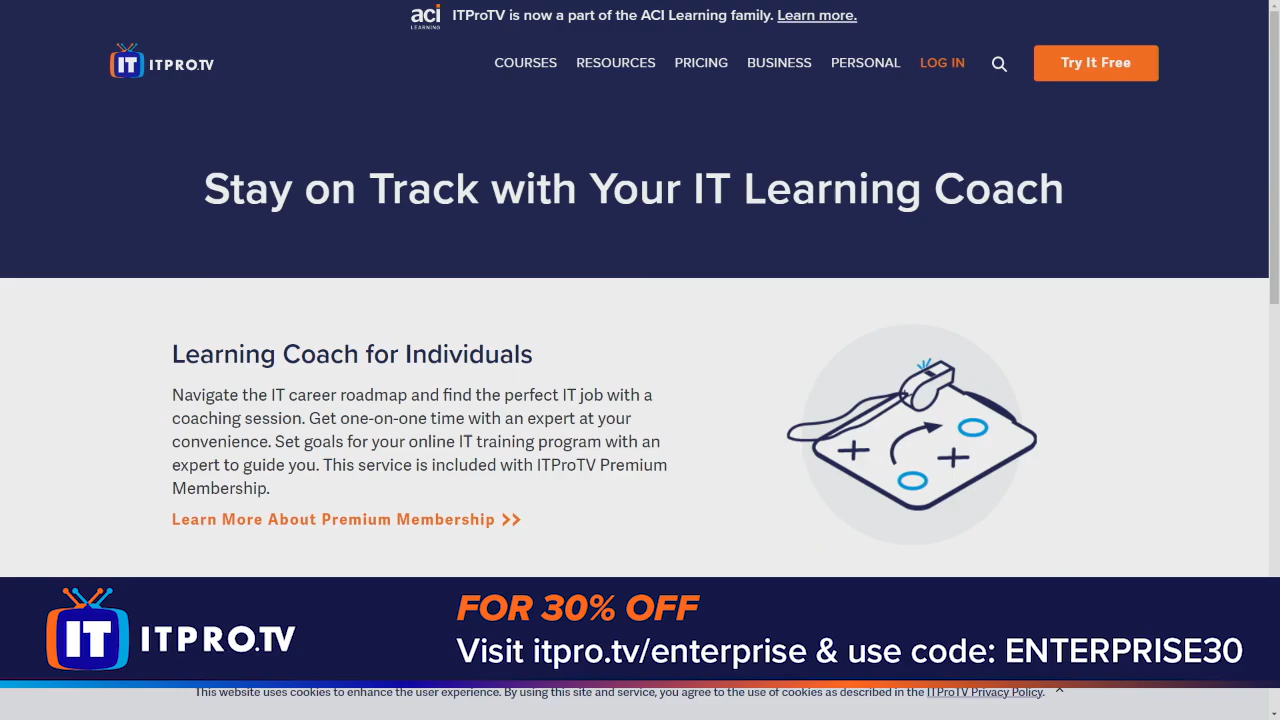 aci LEARNING ITProTV is now a part of the ACI Learning family. Learn more.
IT ITPRO.TV COURSES RESOURCES PRICING BUSINESS PERSONAL LOG IN Try It Free
Stay on Track with Your IT Learning Coach
Learning Coach for Individuals
Navigate the IT career roadmap and find the perfect IT job with a
coaching session. Get one-on-one time with an expert at your
convenience. Set goals for your online IT training program with an
expert to guide you. This service is included with ITProTV Premium
Membership.
Learn More About Premium Membership >>
IT ITPRO.TV
FOR 30% OFF
Visit itpro.tv/enterprise & use code: ENTERPRISE30
This website uses cookies to enhance the user experience. By using this site and service, you agree to the use of cookies as described in the ITProTV Privacy Policy.